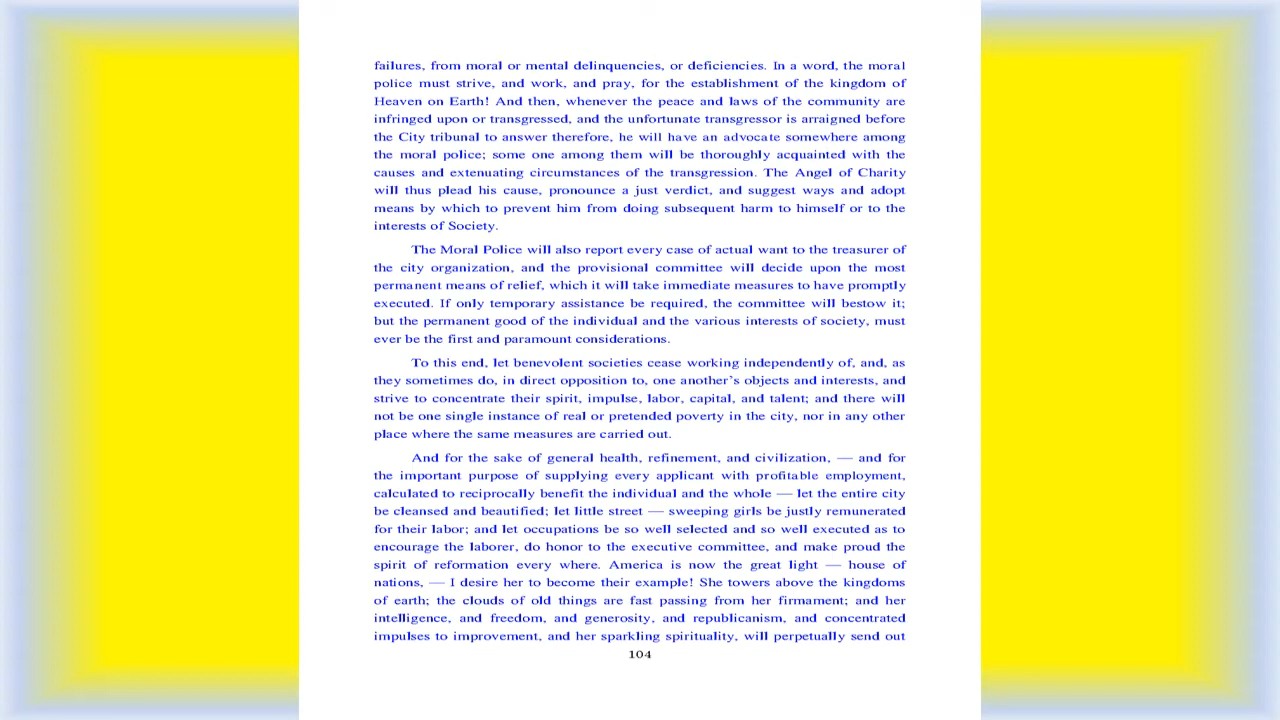 failures, from moral or mental delinquencies, or deficiencies. In a word, the moral
police must strive, and work, and pray, for the establishment of the kingdom of
Heaven on Earth! And then, whenever the peace and laws of the community are
infringed upon or transgressed, and the unfortunate transgressor is arraigned before
the City tribunal to answer therefore, he will have an advocate somewhere among
the moral police; some one among them will be thoroughly acquainted with the
causes and extenuating circumstances of the transgression. The Angel of Charity
will thus plead his cause, pronounce a just verdict, and suggest ways and adopt
means by which to prevent him from doing subsequent harm to himself or to the
interests of Society.
The Moral Police will also report every case of actual want to the treasurer of
the city organization, and the provisional committee will decide upon the most
permanent means of relief, which it will take immediate measures to have promptly
executed. If only temporary assistance be required, the committee will bestow it;
but the permanent good of the individual and the various interests of society, must
ever be the first and paramount considerations.
To this end, let benevolent societies cease working independently of, and, as
they sometimes do, in direct opposition to, one another’s objects and interests, and
strive to concentrate their spirit, impulse, labor, capital, and talent; and there will
not be one single instance of real or pretended poverty in the city, nor in any other
place where the same measures are carried out.
And for the sake of general health, refinement, and civilization, — and for
the important purpose of supplying every applicant with profitable employment,
calculated to reciprocally benefit the individual and the whole — let the entire city
be cleansed and beautified; let little street — sweeping girls be justly remunerated
for their labor; and let occupations be so well selected and so well executed as to
encourage the laborer, do honor to the executive committee, and make proud the
spirit of reformation every where. America is now the great light — house of
nations, — I desire her to become their example! She towers above the kingdoms
of earth; the clouds of old things are fast passing from her firmament; and her
intelligence, and freedom, and generosity, and republicanism, and concentrated
impulses to improvement, and her sparkling spirituality, will perpetually send out
104